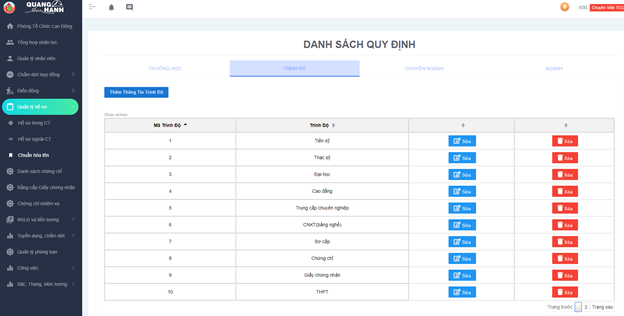 QUANG HANH
Phòng Tổ Chức Lao Động
Tổng hợp nhân lực
Quản lý nhân viên
Chấm dứt hợp đồng
Điều động
Quản lý hồ sơ
Hồ sơ trong CT
Hồ sơ ngoài CT
Chuẩn hóa tên
Danh sách chứng chỉ
Bằng cấp-Giấy chứng nhận
Chứng chỉ nhiệm vụ
NSLĐ và tiền lương
Tuyển dụng, chấm dứt
Quản lý phòng ban
Công việc
Bậc, Thang, Mức lương
Chuyên Viên TCLĐ
DANH SÁCH QUY ĐỊNH
TRƯỜNG HỌC TRÌNH ĐỘ CHUYÊN NGÀNH NGÀNH
Thêm Thông Tin Trình Độ
Show entries
Mã Trình Độ Trình Độ
1 Tiến sỹ Sửa Xóa
2 Thạc sỹ Sửa Xóa
3 Đại học Sửa Xóa
4 Cao đẳng Sửa Xóa
5 Trung cấp chuyên nghiệp Sửa Xóa
6 CNKT(bằng nghề) Sửa Xóa
7 Sơ cấp Sửa Xóa
8 Chứng chỉ Sửa Xóa
9 Giấy chứng nhận Sửa Xóa
10 THPT Sửa Xóa
Trang trước 2 Trang sau